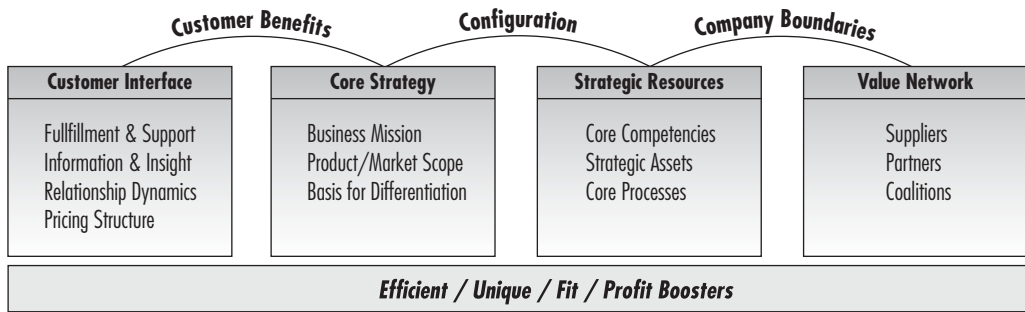 Customer Benefits
Configuration
Company Boundaries
Customer Interface
Fullfillment & Support
Information & Insight
Relationship Dynamics
Pricing Structure
Core Strategy
Business Mission
Product/Market Scope
Basis for Differentiation
Strategic Resources
Core Competencies
Strategic Assets
Core Processes
Value Network
Suppliers
Partners
Coalitions
Efficient / Unique / Fit / Profit Boosters